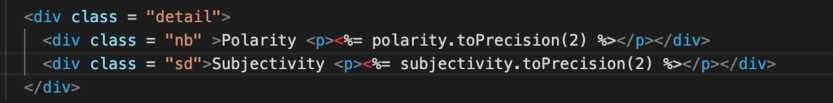 <div class = "detail">
<div class = "nb" >Polarity <p><%= polarity.toPrecision(2) %></p></div>
<div class = "sd">Subjectivity <p><%= subjectivity.toPrecision(2) %></p></div>
</div>